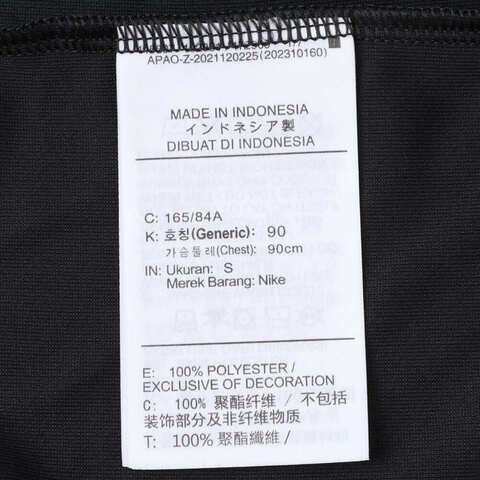 APAO-Z-2021120225(202310160)
MADE IN INDONESIA
インドネシア製
DIBUAT DI INDONESIA
C: 165/84A
K: 호칭(Generic): 90
가슴둘레(Chest): 90cm
IN: Ukuran: S
Merek Barang: Nike
E: 100% POLYESTER /
EXCLUSIVE OF DECORATION
C: 100% 聚酯纤维 / 不包括
装饰部分及非纤维物质
T: 100% 聚酯纖維 /